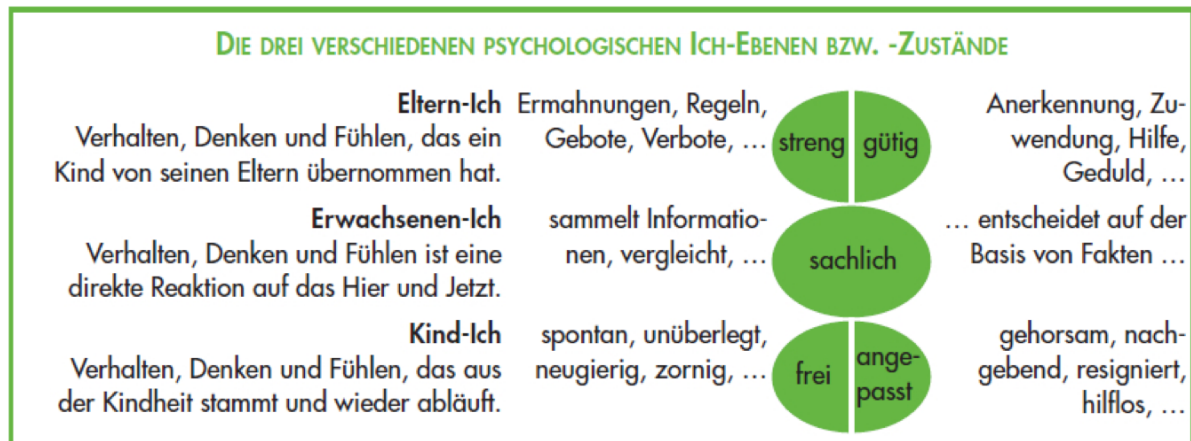 DIE DREI VERSCHIEDENEN PSYCHOLOGISCHEN ICH-EBENEN BZW. -ZUSTÄNDE
Eltern-Ich
Verhalten, Denken und Fühlen, das ein
Kind von seinen Eltern übernommen hat.
Ermahnungen, Regeln,
Gebote, Verbote, …
streng
gütig
Anerkennung, Zu-
wendung, Hilfe,
Geduld, …
Erwachsenen-Ich
Verhalten, Denken und Fühlen ist eine
direkte Reaktion auf das Hier und Jetzt.
sammelt Informatio-
nen, vergleicht, …
sachlich
… entscheidet auf der
Basis von Fakten …
Kind-Ich
Verhalten, Denken und Fühlen, das aus
der Kindheit stammt und wieder abläuft.
spontan, unüberlegt,
neugierig, zornig, …
frei
ange-
passt
gehorsam, nach-
gebend, resigniert,
hilflos, …